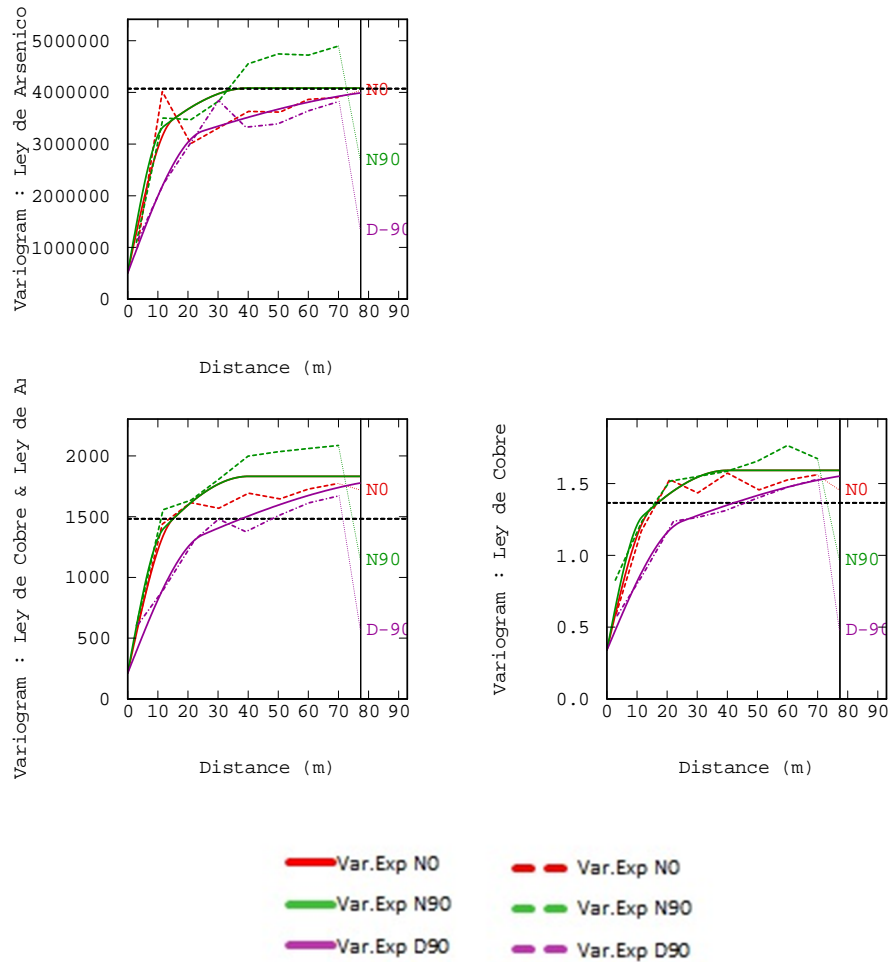 Variogram : Ley de Arsenico
5000000
4000000
3000000
2000000
1000000
0
0 10 20 30 40 50 60 70 80 90
N0
N90
D-90
Distance (m)
Variogram : Ley de Cobre & Ley de
2000
1500
1000
500
0
0 10 20 30 40 50 60 70 80 90
N0
N90
D-90
Distance (m)
Variogram : Ley de Cobre
1.5
1.0
0.5
0.0
0 10 20 30 40 50 60 70 80 90
N0
N90
D-90
Distance (m)
Var.Exp N0
Var.Exp N90
Var.Exp D90
Var.Exp N0
Var.Exp N90
Var.Exp D90